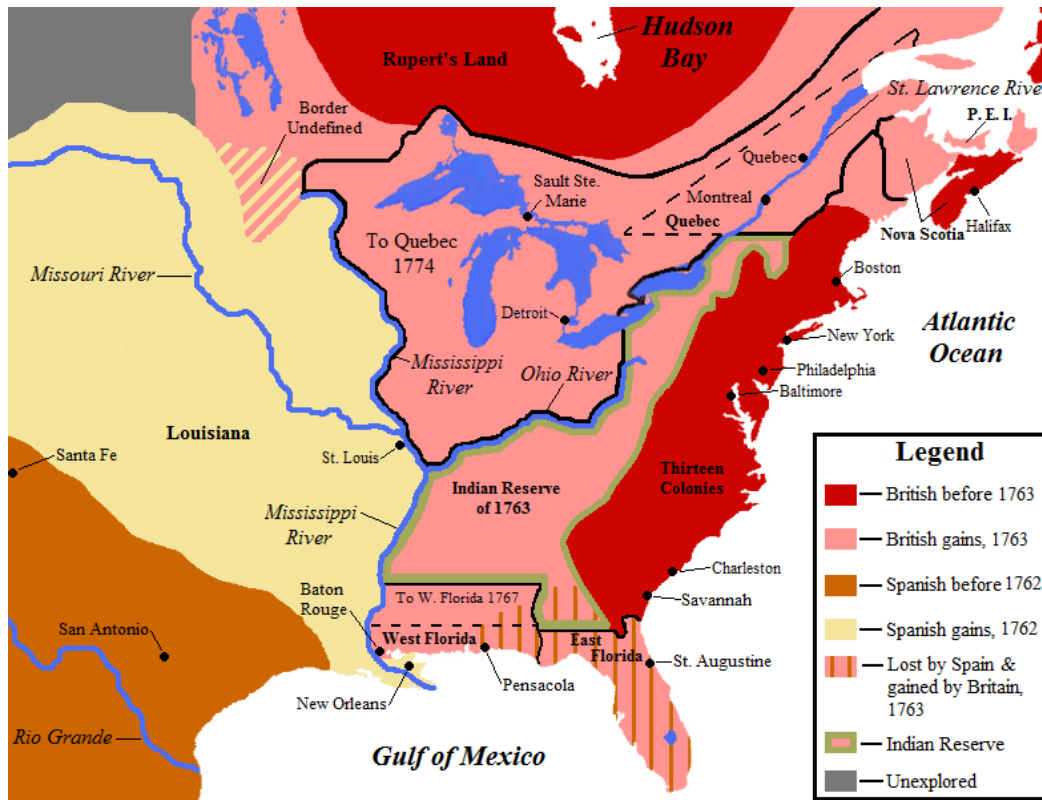 Hudson
Bay
Rupert's Land
St. Lawrence River
Border
Undefined
P. E. I.
Quebec
Sault Ste.
Marie
Montreal
Quebec
Halifax
Nova Scotia
To Quebec
1774
Missouri River
Boston
Detroit
Atlantic
Ocean
New York
Mississippi
River
Ohio River
Philadelphia
Baltimore
Louisiana
St. Louis
Santa Fe
Thirteen
Colonies
Indian Reserve
of 1763
Mississippi
River
Charleston
Baton
Rouge
To W. Florida 1767
Savannah
San Antonio
West Florida
East
Florida
St. Augustine
New Orleans
Pensacola
Rio Grande
Gulf of Mexico
Legend
British before 1763
British gains, 1763
Spanish before 1762
Spanish gains, 1762
Lost by Spain &
gained by Britain,
1763
Indian Reserve
Unexplored